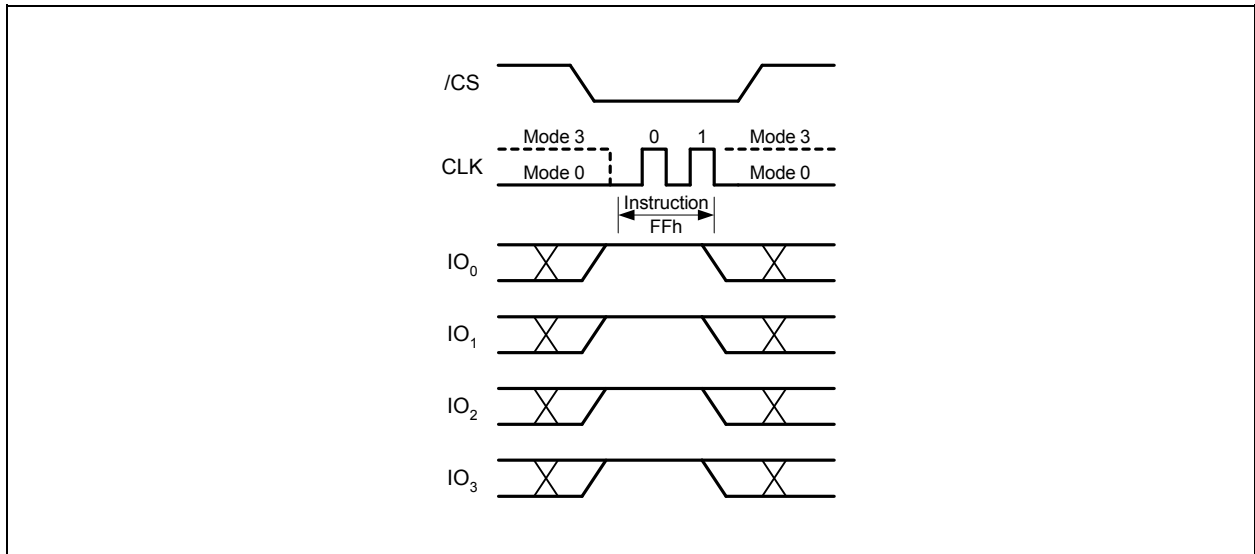 /CS
Mode 3 0 1 Mode 3
CLK
Mode 0 Mode 0
Instruction
FFh
IO0
IO1
IO2
IO3